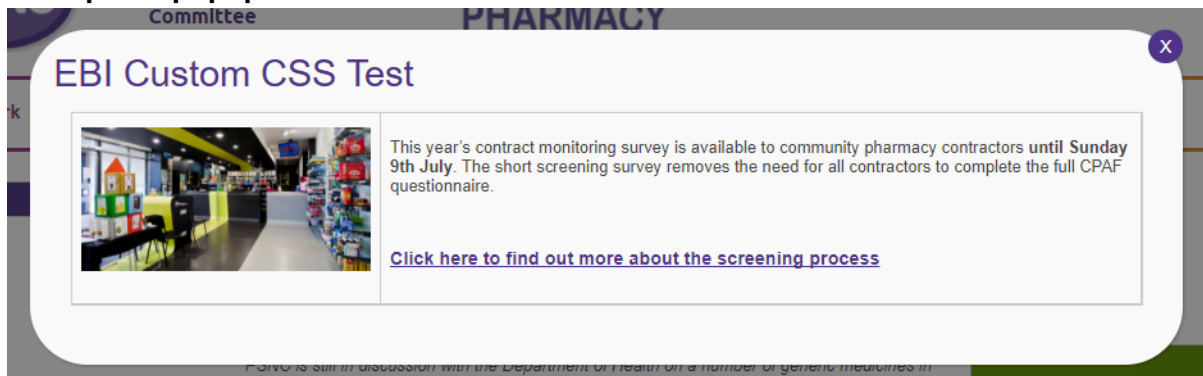 Committee
PHARMACY
X
EBI Custom CSS Test
rk
This year's contract monitoring survey is available to community pharmacy contractors until Sunday
9th July. The short screening survey removes the need for all contractors to complete the full CPAF
questionnaire.
Click here to find out more about the screening process
PSNC is still in discussion with the Department of Health on a number of generic medicines in